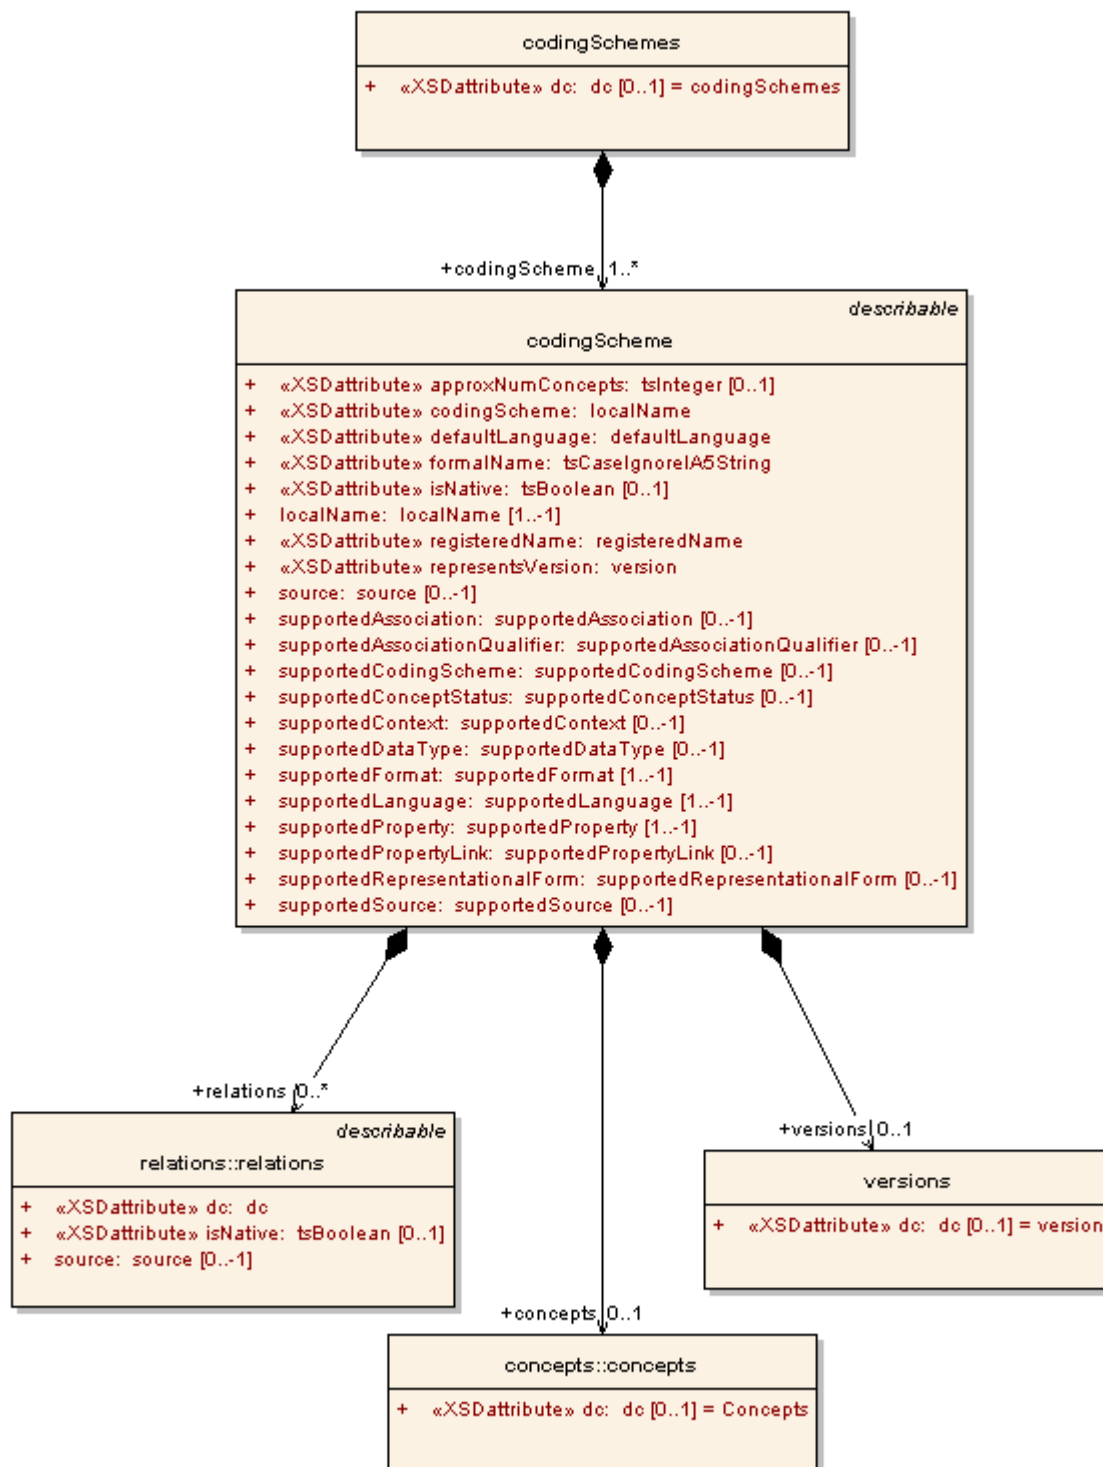 codingSchemes
+ «XSDattribute» dc: dc [0..1] = codingSchemes
+codingScheme 1..*
describable
codingScheme
+ «XSDattribute» approxNumConcepts: tsInteger [0..1]
+ «XSDattribute» codingScheme: localName
+ «XSDattribute» defaultLanguage: defaultLanguage
+ «XSDattribute» formalName: tsCaseIgnoreIA5String
+ «XSDattribute» isNative: tsBoolean [0..1]
+ localName: localName [1..-1]
+ «XSDattribute» registeredName: registeredName
+ «XSDattribute» representsVersion: version
+ source: source [0..-1]
+ supportedAssociation: supportedAssociation [0..-1]
+ supportedAssociationQualifier: supportedAssociationQualifier [0..-1]
+ supportedCodingScheme: supportedCodingScheme [0..-1]
+ supportedConceptStatus: supportedConceptStatus [0..-1]
+ supportedContext: supportedContext [0..-1]
+ supportedDataType: supportedDataType [0..-1]
+ supportedFormat: supportedFormat [1..-1]
+ supportedLanguage: supportedLanguage [1..-1]
+ supportedProperty: supportedProperty [1..-1]
+ supportedPropertyLink: supportedPropertyLink [0..-1]
+ supportedRepresentationalForm: supportedRepresentationalForm [0..-1]
+ supportedSource: supportedSource [0..-1]
+relations 0..*
describable
relations::relations
+ «XSDattribute» dc: dc
+ «XSDattribute» isNative: tsBoolean [0..1]
+ source: source [0..-1]
+versions 0..1
versions
+ «XSDattribute» dc: dc [0..1] = version
+concepts 0..1
concepts::concepts
+ «XSDattribute» dc: dc [0..1] = Concepts